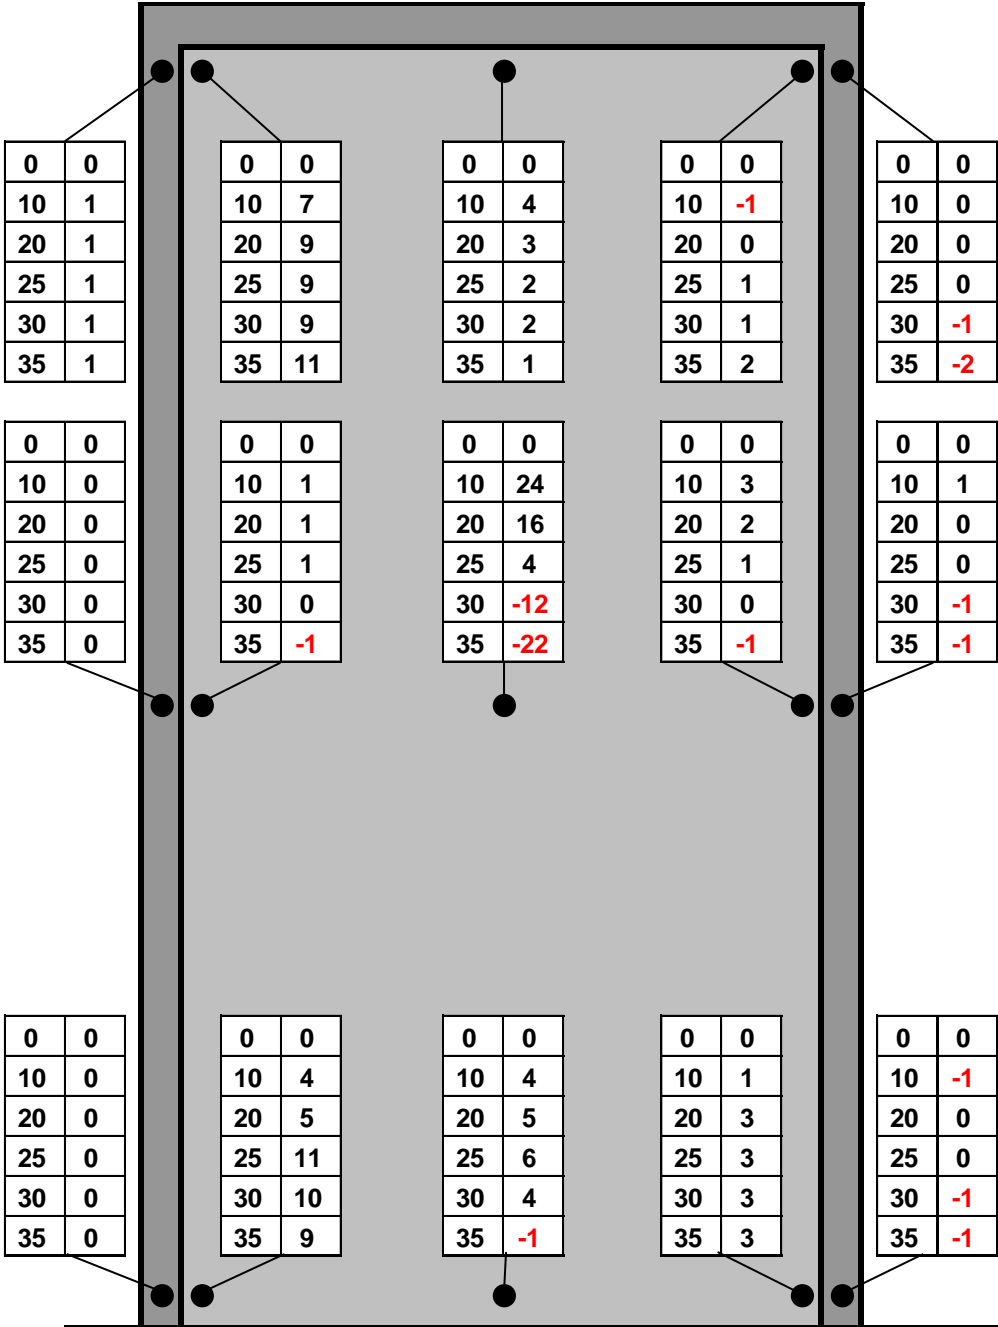 0 0 0 0 0 0 0 0 0 0
10 1 10 7 10 4 10 -1 10 0
20 1 20 9 20 3 20 0 20 0
25 1 25 9 25 2 25 1 25 0
30 1 30 9 30 2 30 1 30 -1
35 1 35 11 35 1 35 2 35 -2
0 0 0 0 0 0 0 0 0 0
10 0 10 1 10 24 10 3 10 1
20 0 20 1 20 16 20 2 20 0
25 0 25 1 25 4 25 1 25 0
30 0 30 0 30 -12 30 0 30 -1
35 0 35 -1 35 -22 35 -1 35 -1
0 0 0 0 0 0 0 0 0 0
10 0 10 4 10 4 10 1 10 -1
20 0 20 5 20 5 20 3 20 0
25 0 25 11 25 6 25 3 25 0
30 0 30 10 30 4 30 3 30 -1
35 0 35 9 35 -1 35 3 35 -1